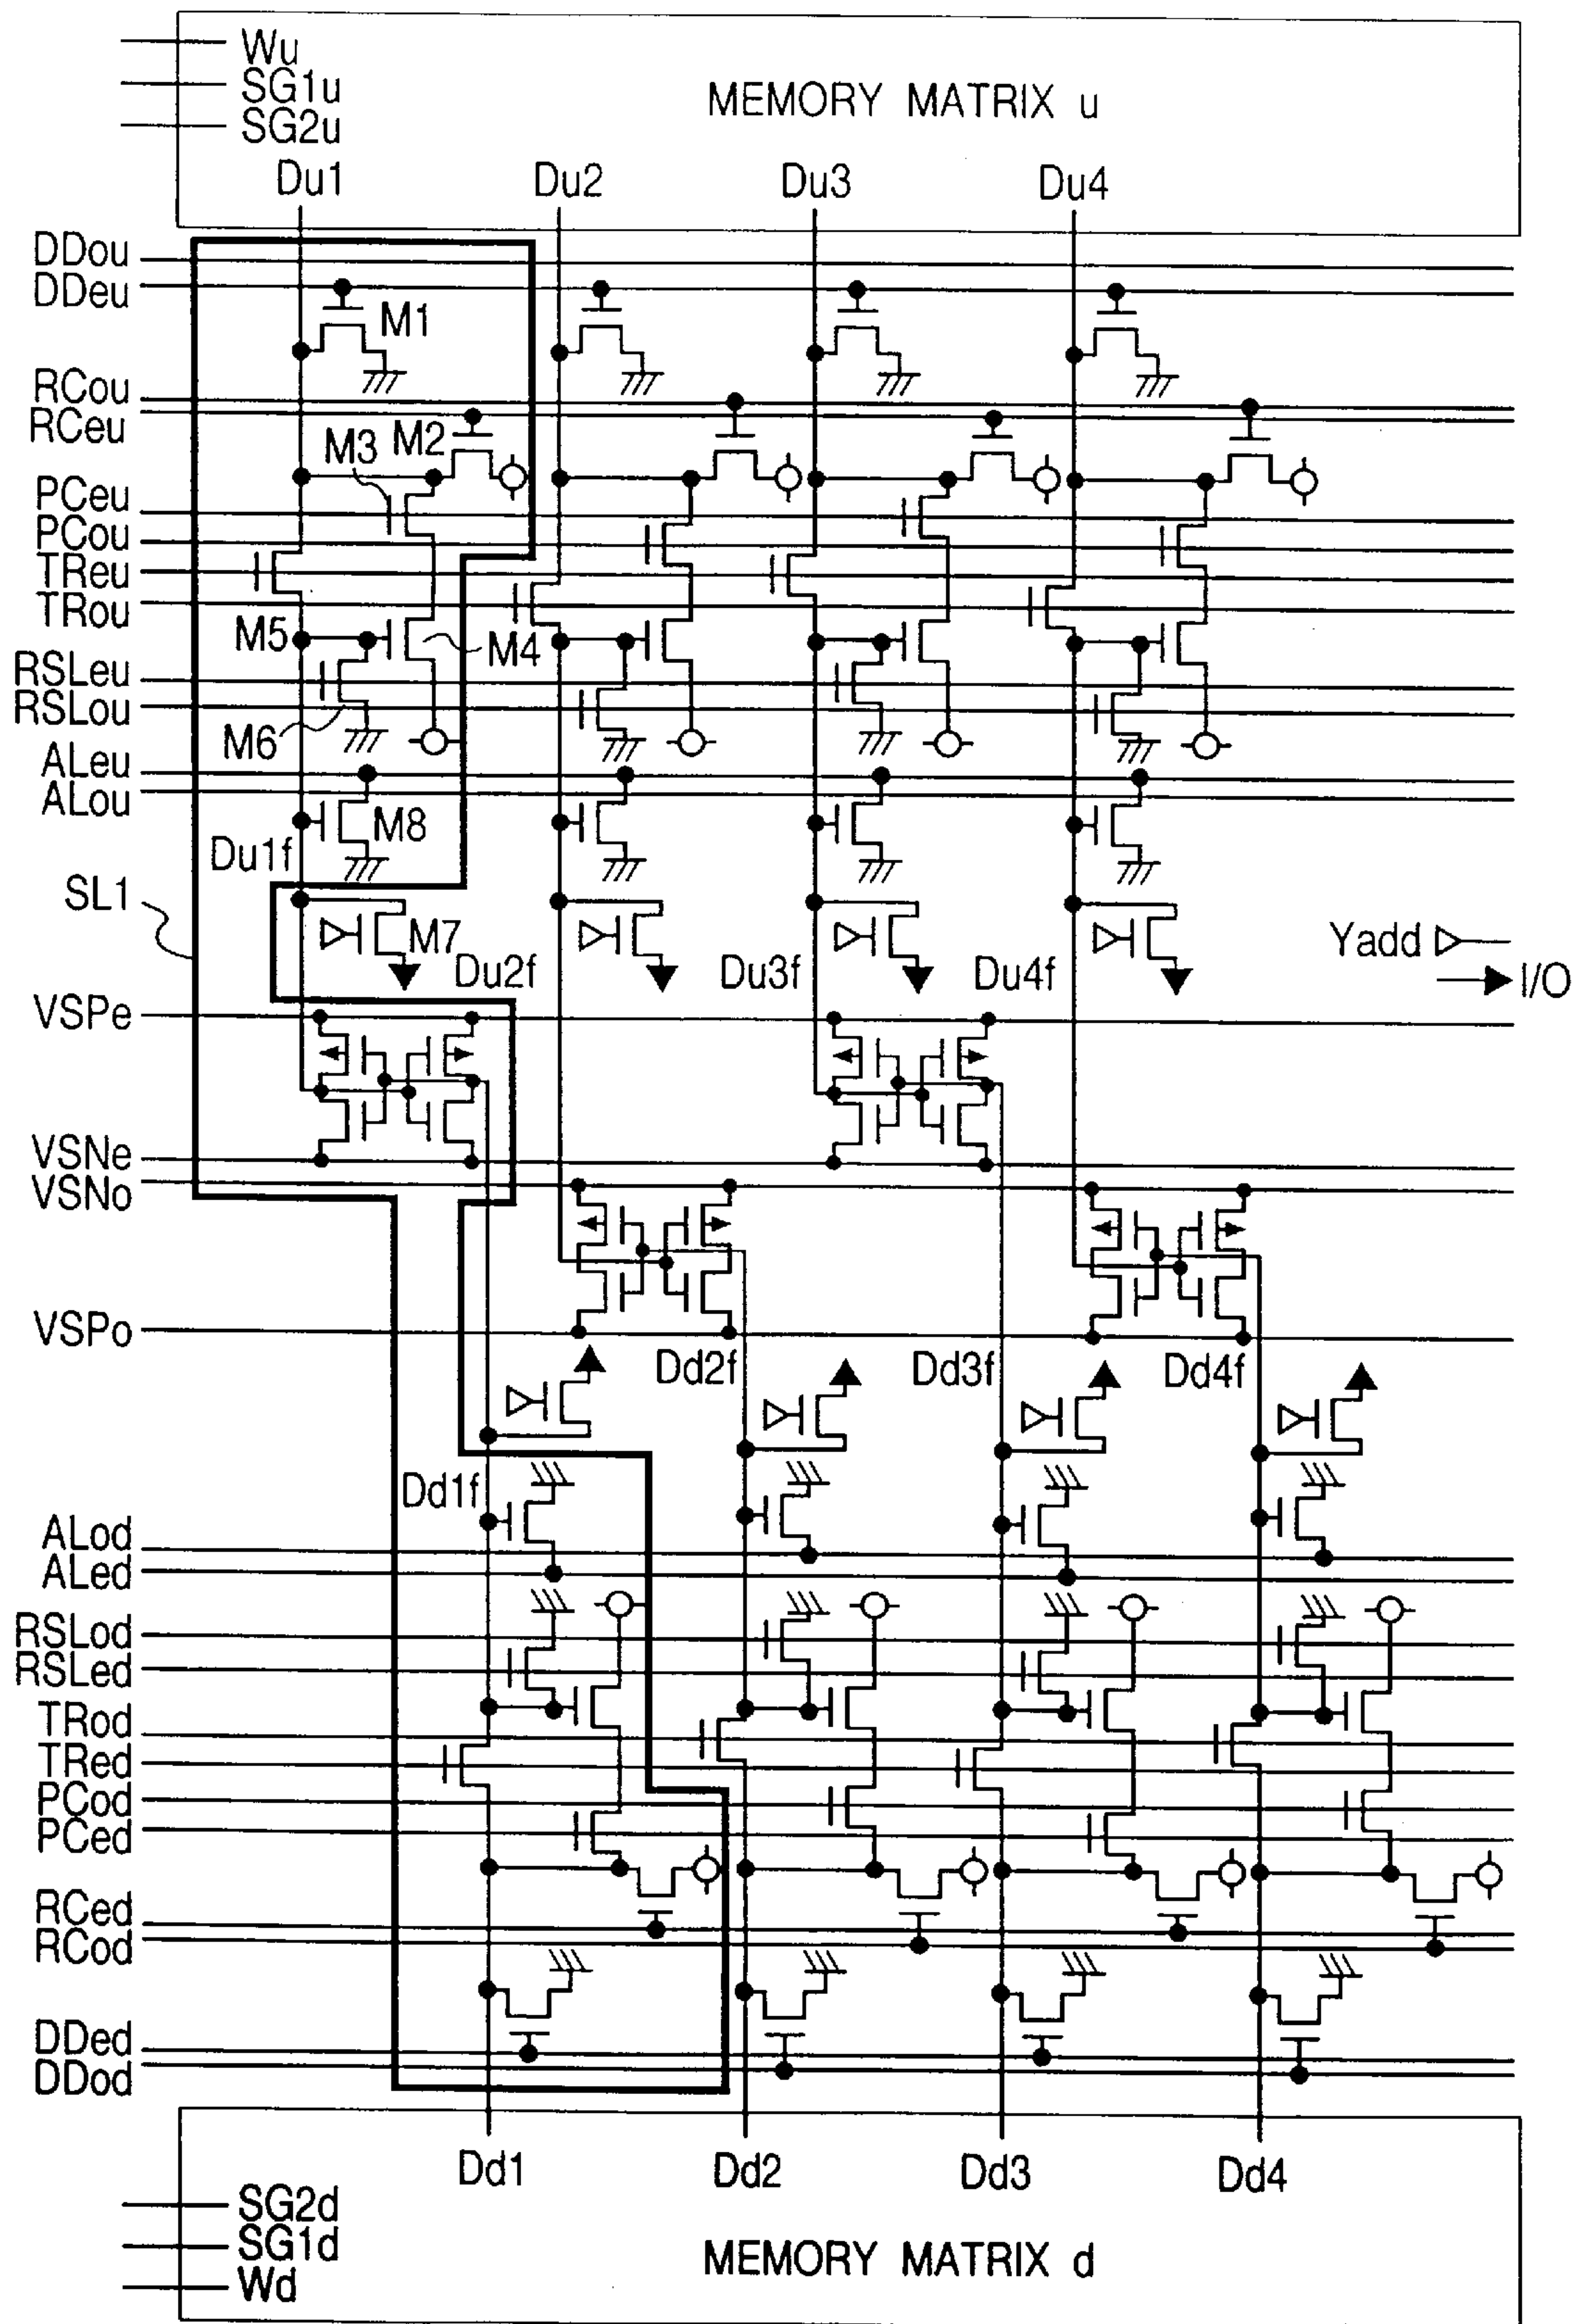 Wu
SG1u
SG2u
MEMORY MATRIX u
Du1
Du2
Du3
Du4
DDou
DDeu
M1
RCou
RCeu
M3
M2
PCeu
PCou
TReu
TRou
M5
M4
RSLeu
RSLou
M6
ALeu
ALou
M8
Du1f
SL1
M7
Du2f
Du3f
Du4f
Yadd
I/O
VSPe
VSNe
VSNo
VSPo
Dd2f
Dd3f
Dd4f
Dd1f
ALod
ALed
RSLod
RSLed
TRod
TRed
PCod
PCed
RCed
RCod
DDed
DDod
Dd1
Dd2
Dd3
Dd4
SG2d
SG1d
Wd
MEMORY MATRIX d